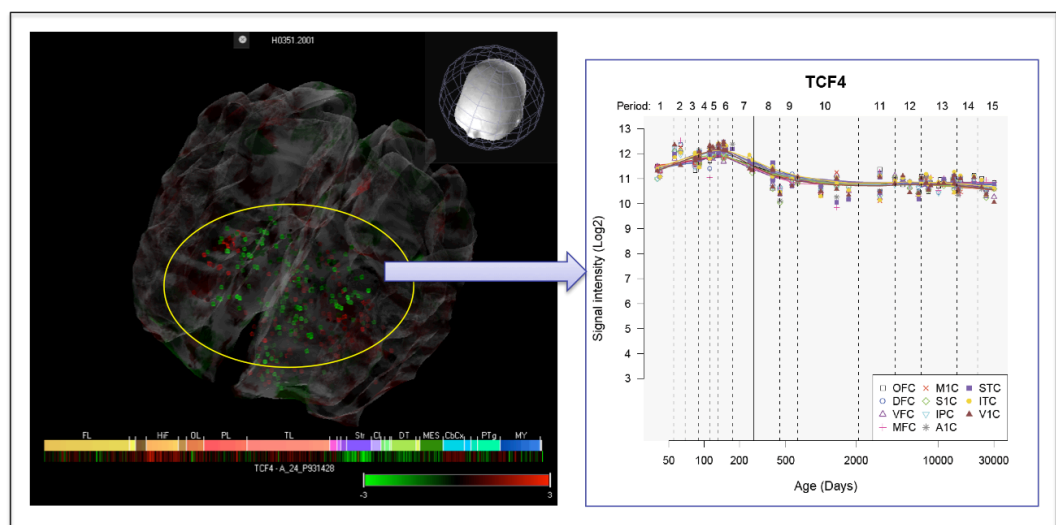 H0351.2001
FL HiF OL PL TL Str Cl DT MES CbCx PTg MY
TCF4 - A_24_P931428
-3 3
TCF4
Period: 1 2 3 4 5 6 7 8 9 10 11 12 13 14 15
Signal intensity (Log2)
13
12
11
10
9
8
7
6
5
4
3
OFC M1C STC
DFC S1C ITC
VFC IPC V1C
MFC A1C
50 100 200 500 2000 10000 30000
Age (Days)